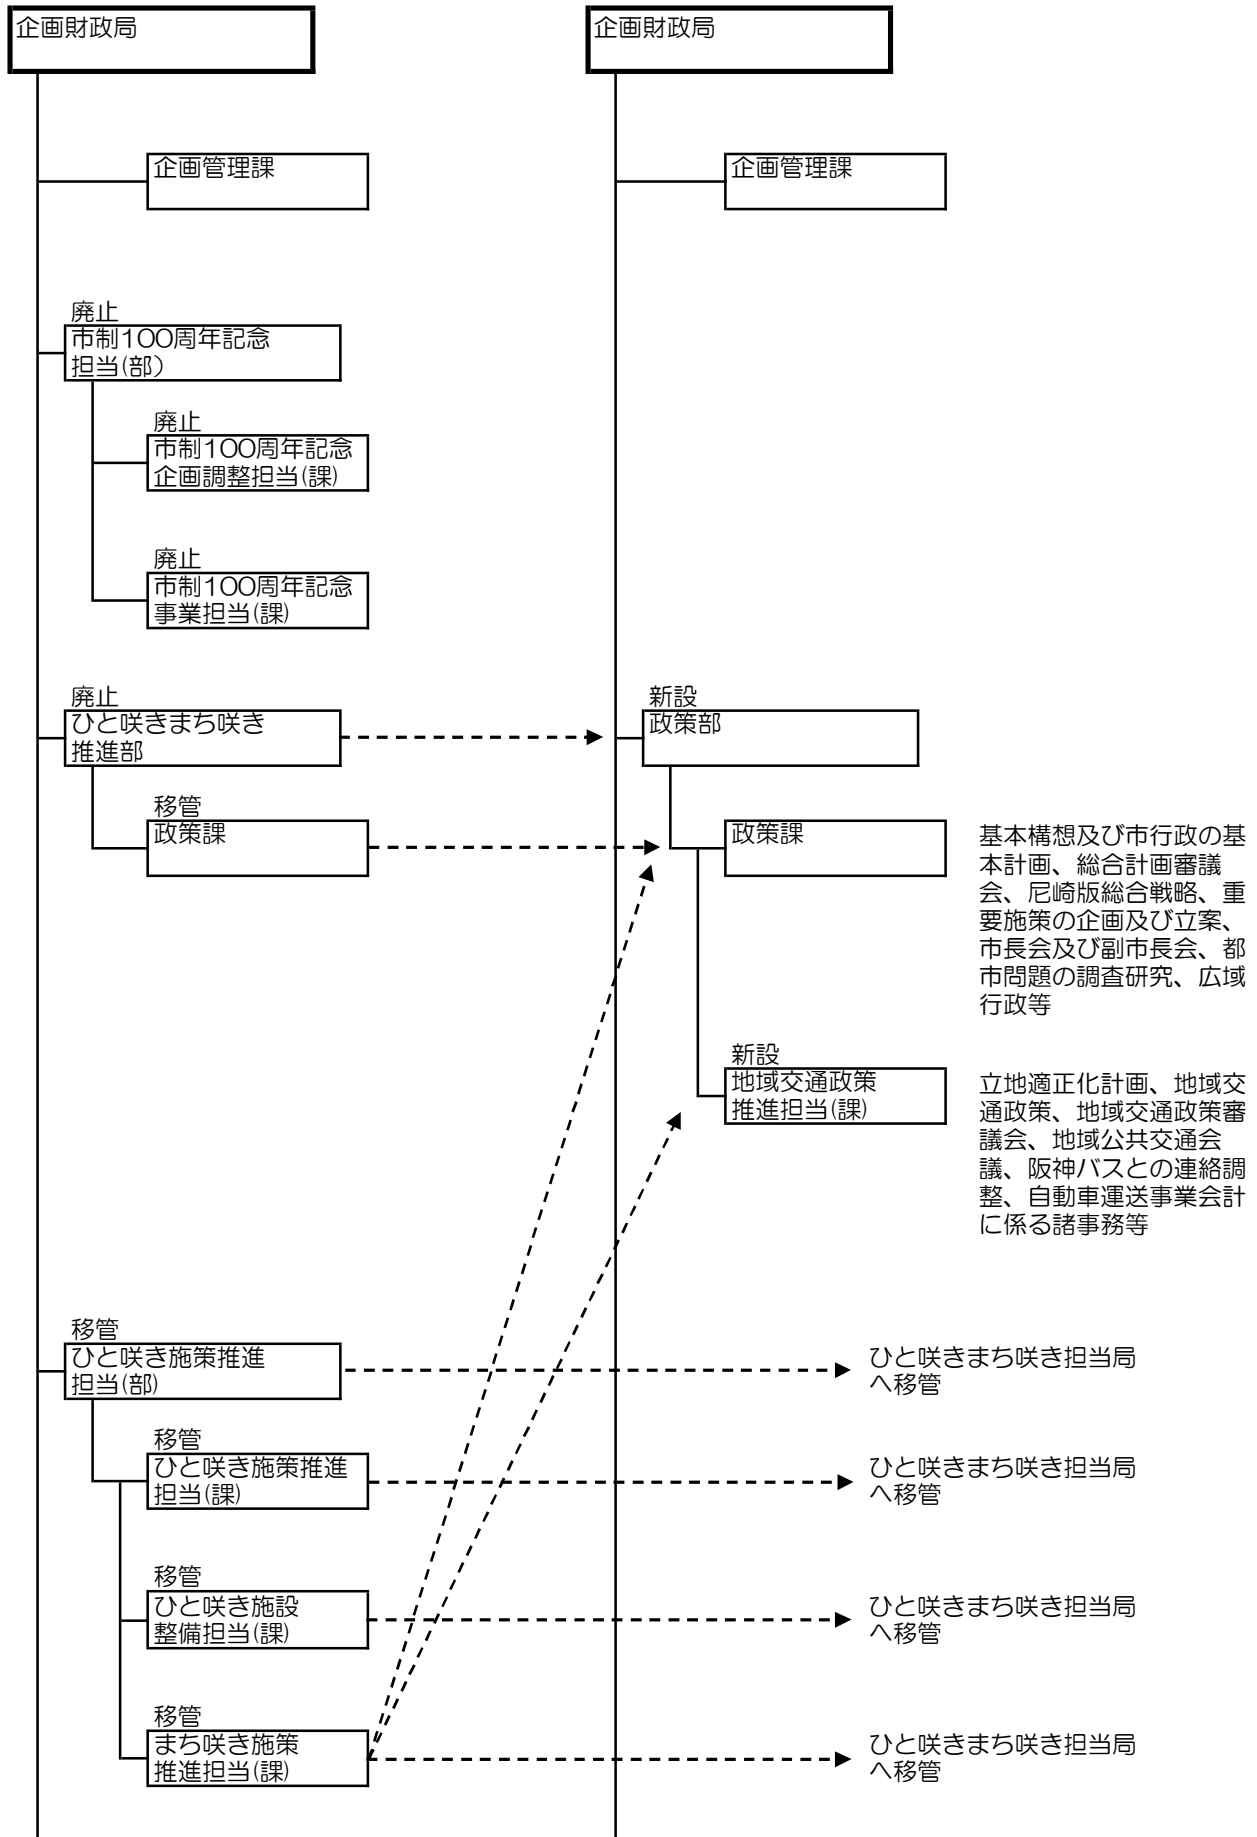 企画財政局
企画財政局
企画管理課
企画管理課
廃止
市制100周年記念
担当(部）
廃止
市制100周年記念
企画調整担当(課)
廃止
市制100周年記念
事業担当(課)
廃止
ひと咲きまち咲き
推進部
新設
政策部
移管
政策課
政策課
基本構想及び市行政の基
本計画、総合計画審議
会、尼崎版総合戦略、重
要施策の企画及び立案、
市長会及び副市長会、都
市問題の調査研究、広域
行政等
新設
地域交通政策
推進担当(課)
立地適正化計画、地域交
通政策、地域交通政策審
議会、地域公共交通会
議、阪神バスとの連絡調
整、自動車運送事業会計
に係る諸事務等
移管
ひと咲き施策推進
担当(部)
ひと咲きまち咲き担当局
へ移管
移管
ひと咲き施策推進
担当(課)
ひと咲きまち咲き担当局
へ移管
移管
ひと咲き施設
整備担当(課)
ひと咲きまち咲き担当局
へ移管
移管
まち咲き施策
推進担当(課)
ひと咲きまち咲き担当局
へ移管